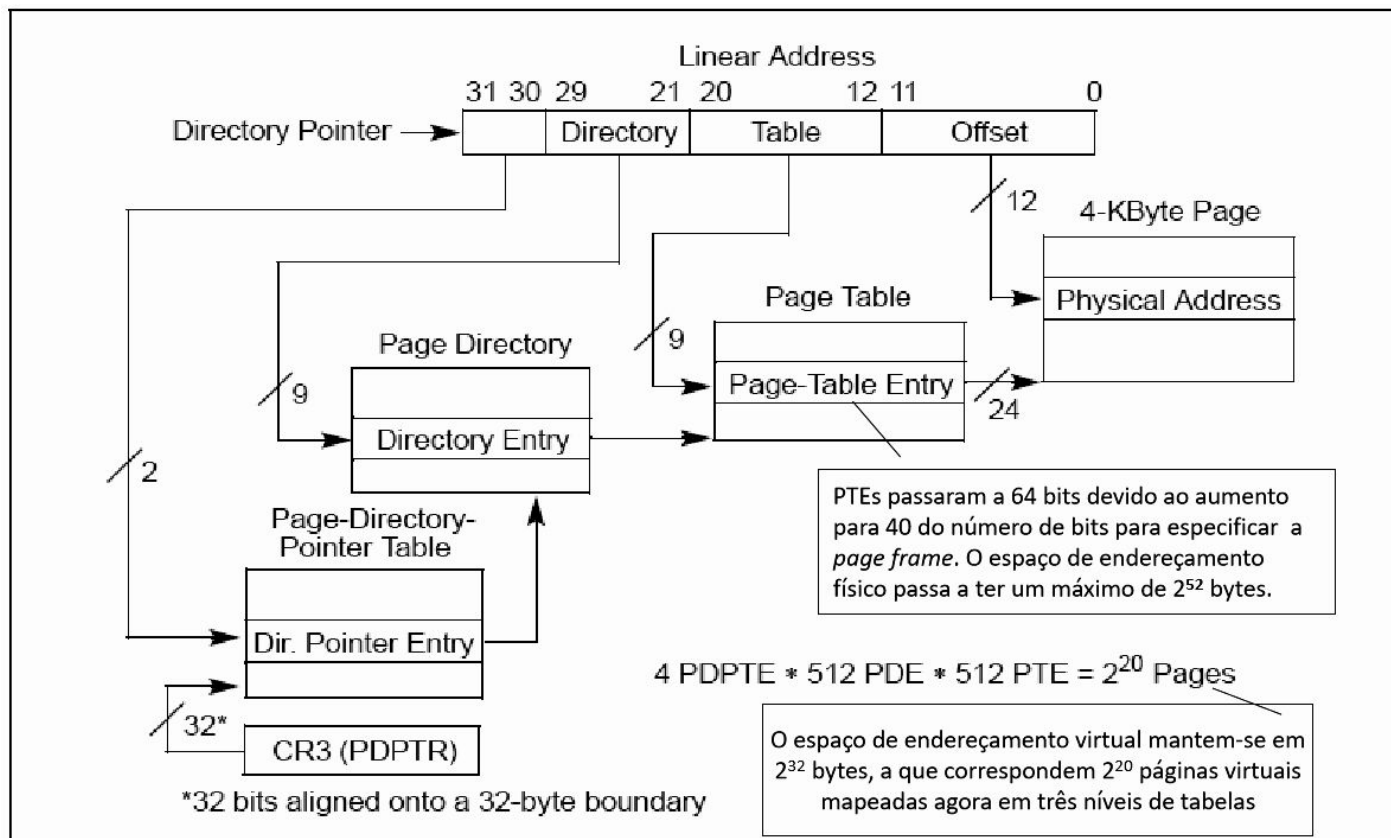 Linear Address
31 30 29 21 20 12 11 0
Directory Pointer
Directory Table Offset
12
4-KByte Page
Physical Address
Page Table
9
Page-Table Entry
24
Page Directory
9
Directory Entry
2
Page-Directory-
Pointer Table
Dir. Pointer Entry
32*
CR3 (PDPTR)
*32 bits aligned onto a 32-byte boundary
PTEs passaram a 64 bits devido ao aumento
para 40 do número de bits para especificar a
page frame. O espaço de endereçamento
físico passa a ter um máximo de 2⁵² bytes.
4 PDPTE * 512 PDE * 512 PTE = 2²⁰ Pages
O espaço de endereçamento virtual mantem-se em
2³² bytes, a que correspondem 2²⁰ páginas virtuais
mapeadas agora em três níveis de tabelas